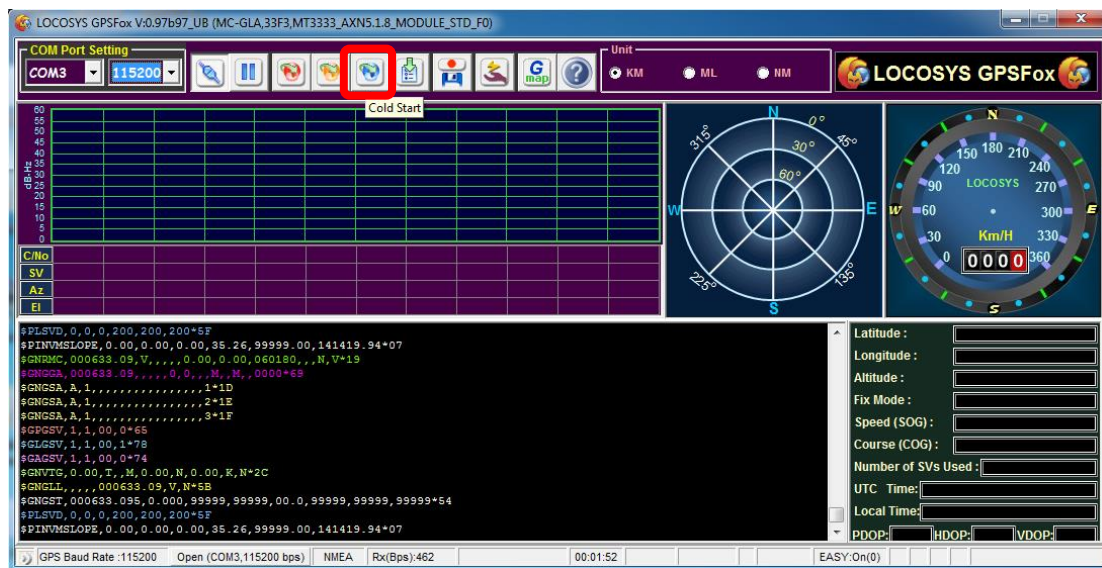 LOCOSYS GPSFox V:0.97b97_UB (MC-GLA,33F3,MT3333_AXN5.1.8_MODULE_STD_F0)
COM Port Setting
COM3 115200
G map
?
Unit
KM ML NM
LOCOSYS GPSFox
Cold Start
60
55
50
45
40
35
30
25
20
15
10
5
0
dB-Hz
C/No
SV
Az
El
N
0°
45°
30°
60°
315°
W
E
225°
135°
S
N
150 180 210
120 240
90 LOCOSYS 270
W 60 300 E
30 Km/H 330
0 0000 360
S
$PLSVD,0,0,0,200,200,200*5F
$PINVMSLOPE,0.00,0.00,0.00,35.26,99999.00,141419.94*07
$GNRMC,000633.09,V,,,,,0.00,0.00,060180,,,N,V*19
$GNGGA,000633.09,,,,,0,0,,,M,,M,,0000*69
$GNGSA,A,1,,,,,,,,,,,,,,,,1*1D
$GNGSA,A,1,,,,,,,,,,,,,,,,2*1E
$GNGSA,A,1,,,,,,,,,,,,,,,,3*1F
$GPGSV,1,1,00,0*65
$GLGSV,1,1,00,1*78
$GAGSV,1,1,00,0*74
$GNVTG,0.00,T,,M,0.00,N,0.00,K,N*2C
$GNGLL,,,,,000633.09,V,N*5B
$GNGST,000633.095,0.000,99999,99999,00.0,99999,99999,99999*54
$PLSVD,0,0,0,200,200,200*5F
$PINVMSLOPE,0.00,0.00,0.00,35.26,99999.00,141419.94*07
Latitude :
Longitude :
Altitude :
Fix Mode :
Speed (SOG) :
Course (COG) :
Number of SVs Used :
UTC Time:
Local Time:
PDOP: HDOP: VDOP:
GPS Baud Rate :115200 Open (COM3,115200 bps) NMEA Rx(Bps):462 00:01:52 EASY:On(0)